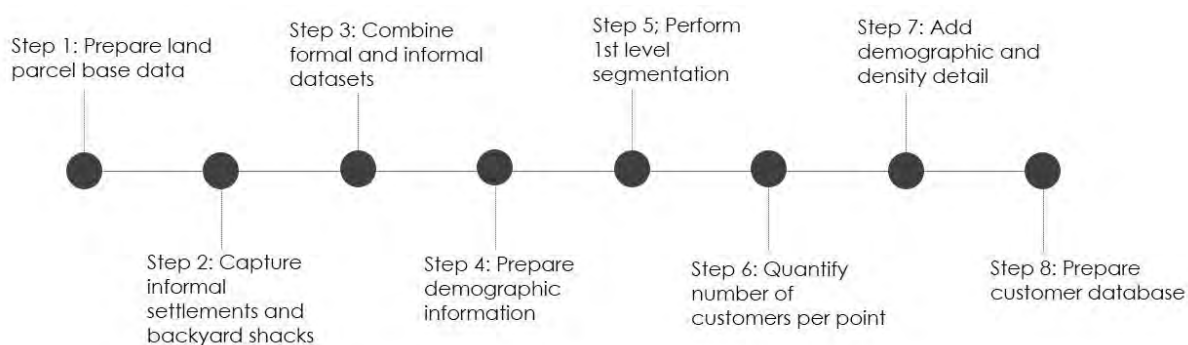 Step 1: Prepare land
parcel base data
Step 2: Capture
informal
settlements and
backyard shacks
Step 3: Combine
formal and informal
datasets
Step 4: Prepare
demographic
information
Step 5; Perform
1st level
segmentation
Step 6: Quantify
number of
customers per point
Step 7: Add
demographic and
density detail
Step 8: Prepare
customer database